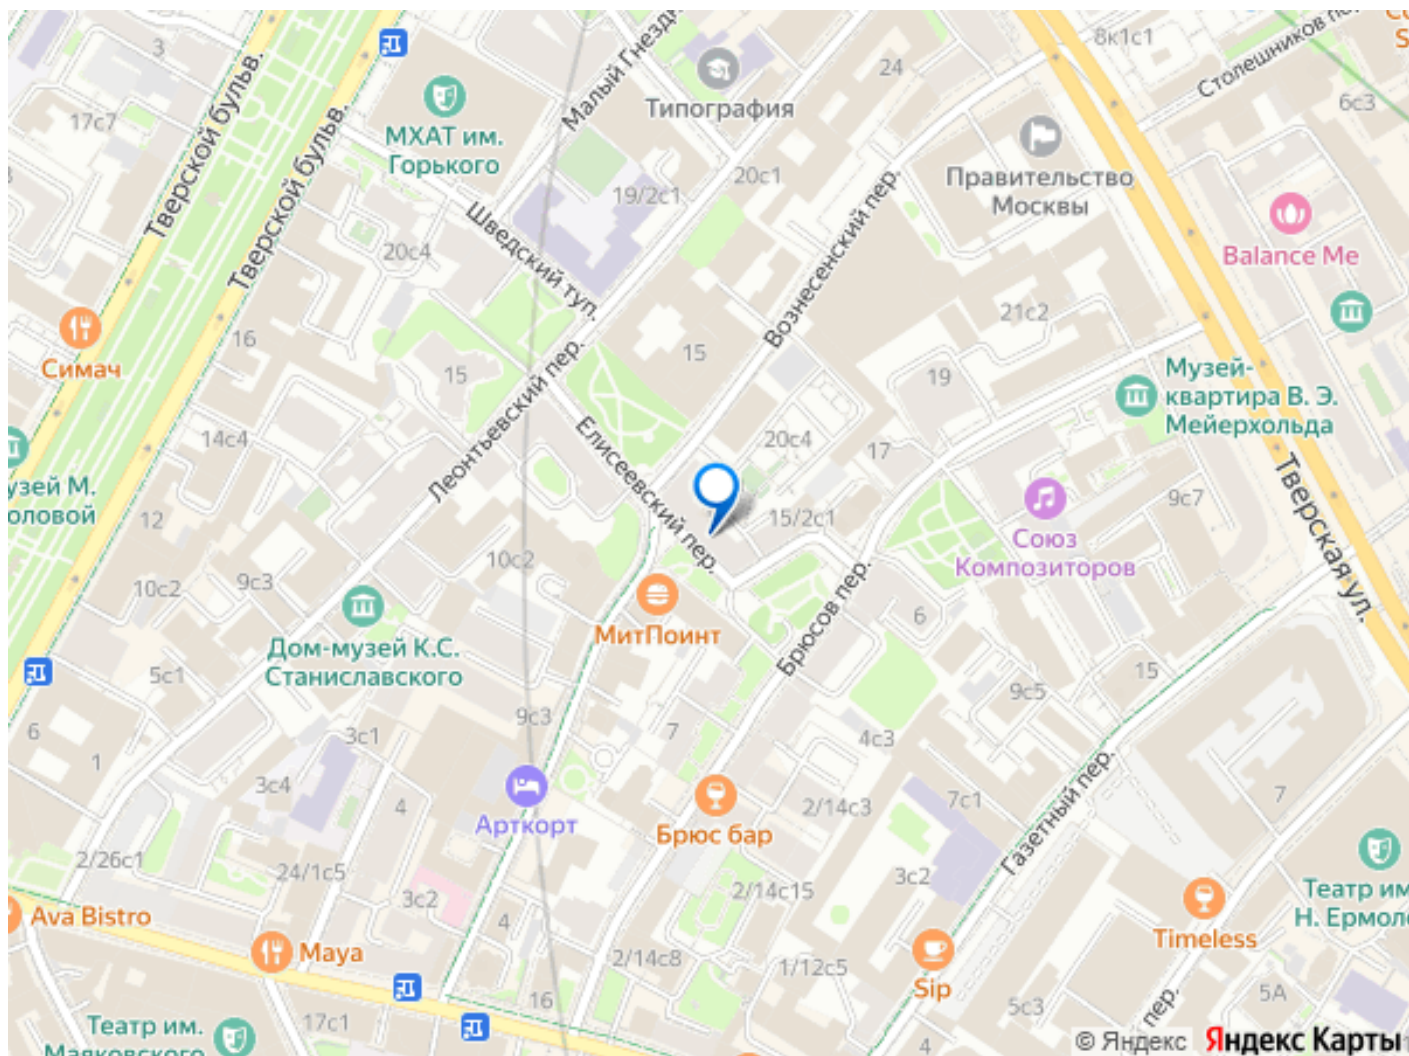 3
8к1с1
Столешников пе
6с3
Тверской бульв.
Тверской бульв.
17с7
МХАТ им.
Горького
Малый Гнезд
Типография
24
Правительство
Москвы
20с1
19/2с1
Вознесенский пер.
Balance Me
Шведский туп.
20с4
21с2
Симач
16
15
15
Леонтьевский пер.
19
Музей-
квартира В. Э.
Мейерхольда
14с4
Елисеевский пер.
20с4
17
узей М.
оловой
12
15/2с1
9с7
Союз
Композиторов
Тверская ул.
10с2
10с2
9с3
МитПоинт
Брюсов пер.
6
Дом-музей К.С.
Станиславского
5с1
15
9с5
9с3
7
4с3
6
1
3с1
3с4
4
Арткорт
Брюс бар
2/14с3
7с1
Газетный пер.
7
2/26с1
24/1с5
3с2
2/14с15
3с2
Театр им
Н. Ермол
Ava Bistro
4
Maya
2/14с8
1/12с5
Sip
Timeless
16
17с1
5с3
пер.
5А
Театр им.
Маяковского
4
© Яндекс Яндекс Карты